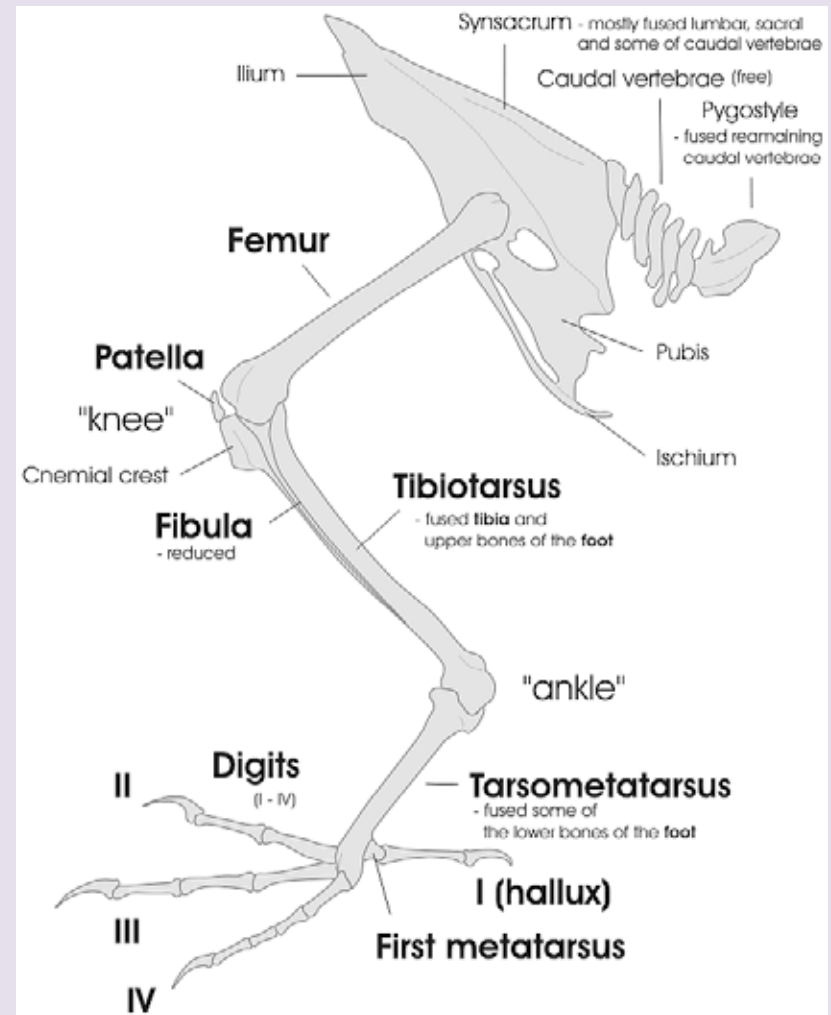 Synsacrum - mostly fused lumbar, sacral
and some of caudal vertebrae
Ilium
Caudal vertebrae (free)
Pygostyle
- fused reamaining
caudal vertebrae
Femur
Patella
"knee"
Pubis
Cnemial crest
Ischium
Tibiotarsus
- fused tibia and
upper bones of the foot
Fibula
- reduced
"ankle"
Digits
(I - IV)
II
Tarsometatarsus
- fused some of
the lower bones of the foot
I (hallux)
III
First metatarsus
IV